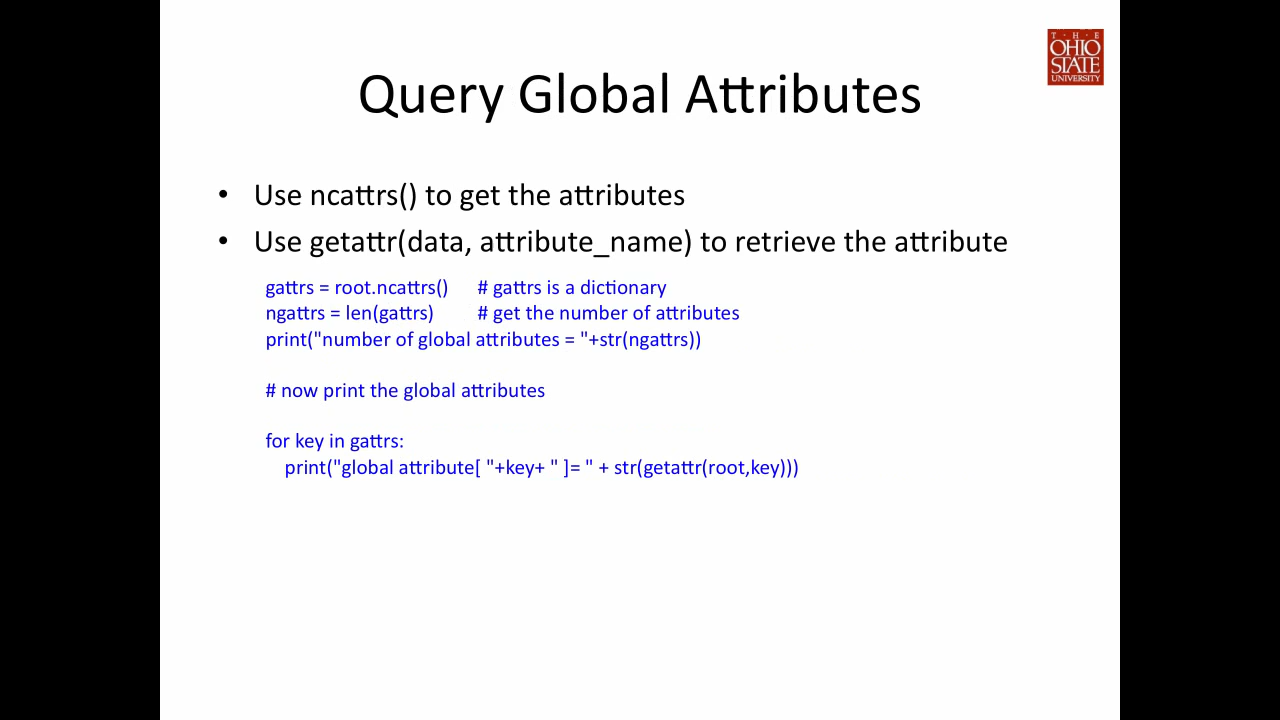 T · H · E
OHIO
STATE
UNIVERSITY
Query Global Attributes
• Use ncattrs() to get the attributes
• Use getattr(data, attribute_name) to retrieve the attribute
gattrs = root.ncattrs() # gattrs is a dictionary
ngattrs = len(gattrs) # get the number of attributes
print("number of global attributes = "+str(ngattrs))
# now print the global attributes
for key in gattrs:
print("global attribute[ "+key+ " ]= " + str(getattr(root,key)))